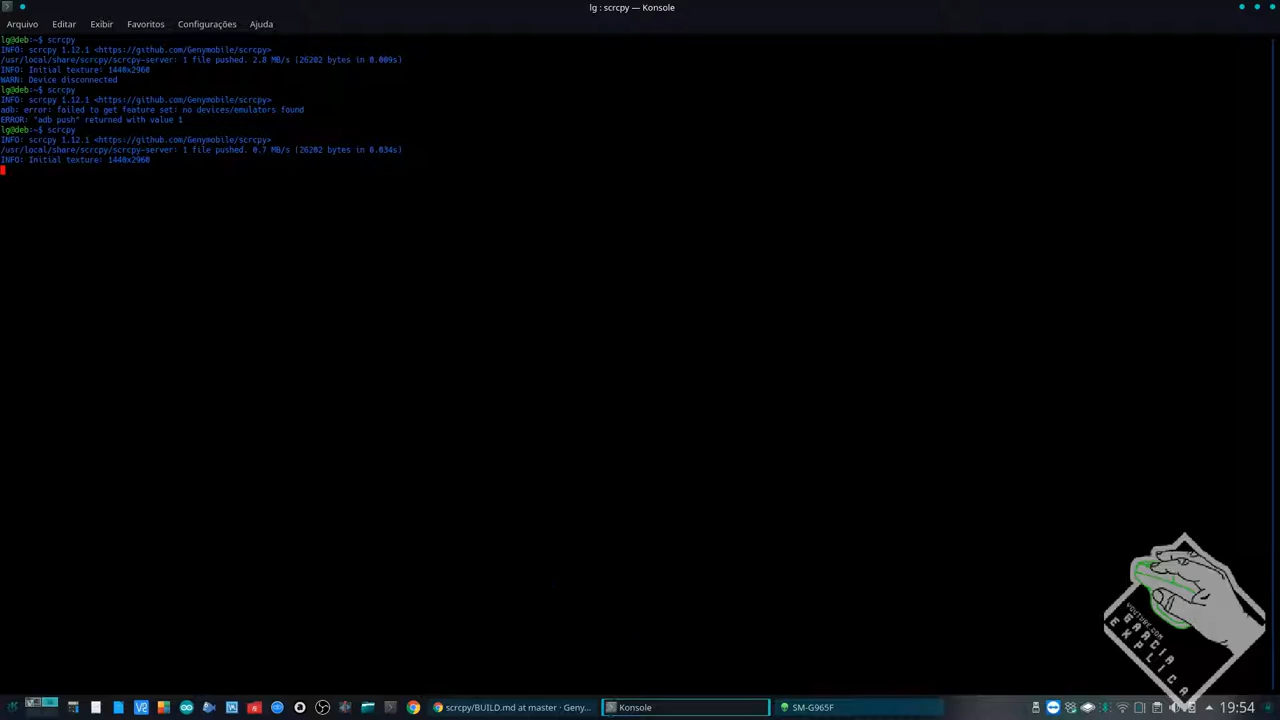 lg : scrcpy — Konsole
Arquivo Editar Exibir Favoritos Configurações Ajuda
lg@deb:~$ scrcpy
INFO: scrcpy 1.12.1 <https://github.com/Genymobile/scrcpy>
/usr/local/share/scrcpy/scrcpy-server: 1 file pushed. 2.8 MB/s (26202 bytes in 0.009s)
INFO: Initial texture: 1440x2960
WARN: Device disconnected
lg@deb:~$ scrcpy
INFO: scrcpy 1.12.1 <https://github.com/Genymobile/scrcpy>
adb: error: failed to get feature set: no devices/emulators found
ERROR: "adb push" returned with value 1
lg@deb:~$ scrcpy
INFO: scrcpy 1.12.1 <https://github.com/Genymobile/scrcpy>
/usr/local/share/scrcpy/scrcpy-server: 1 file pushed. 0.7 MB/s (26202 bytes in 0.034s)
INFO: Initial texture: 1440x2960
YOUTUBE.COM
GARCIA
EXPLICA
scrcpy/BUILD.md at master · Geny...
Konsole
SM-G965F
19:54